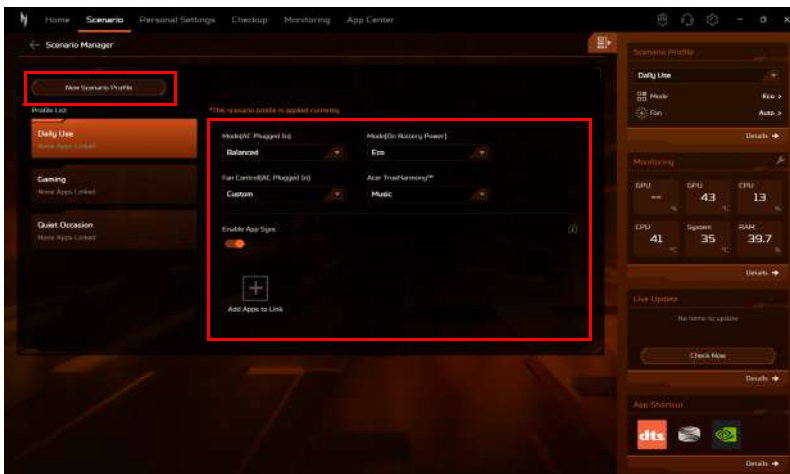 Home Scenario Personal Settings Checkup Monitoring App Center
Scenario Manager
New Scenario Profile
Profile List
Daily Use
None Apps Linked
Gaming
None Apps Linked
Quiet Occasion
None Apps Linked
*This scenario profile is applied currently
Mode(AC Plugged In) Mode(On Battery Power)
Balanced Eco
Fan Control(AC Plugged In) Acer TrueHarmony™
Custom Music
Enable App Sync
Add Apps to Link
Scenario Profile
Daily Use
Mode Eco >
Fan Auto >
Details
Monitoring
GPU GPU CPU
-- 43 13
% °C %
CPU System RAM
41 35 39.7
°C °C %
Details
Live Update
No items to update
Check Now
Details
App Shortcut
dts
Details